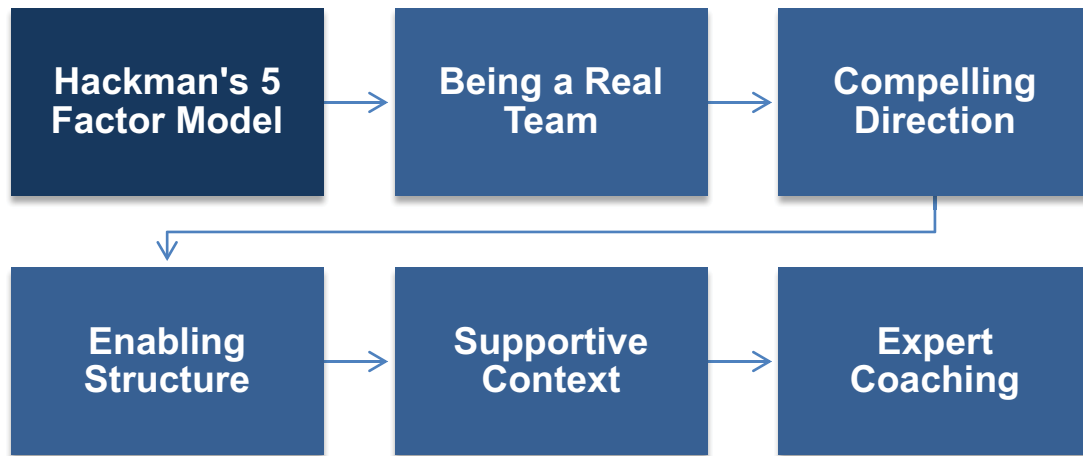 Hackman's 5
Factor Model
Being a Real
Team
Compelling
Direction
Enabling
Structure
Supportive
Context
Expert
Coaching